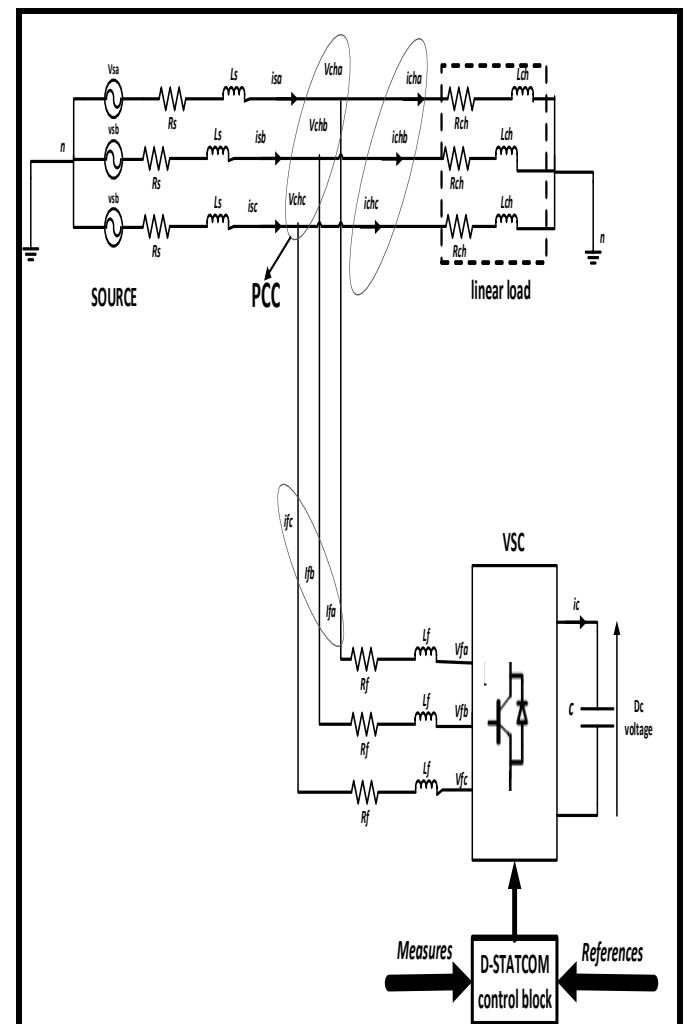 Vsa
Ls
isa
Vcha
icha
Lch
Rs
Rch
n
vsb
Ls
isb
Vchb
ichb
Lch
Rs
Rch
vsb
Ls
isc
Vchc
ichc
Lch
Rs
Rch
n
SOURCE
PCC
linear load
ifc
Ifb
Ifa
VSC
ic
Lf
Vfa
Rf
Lf
Vfb
Rf
C
Dc
voltage
Lf
Vfc
Rf
Measures
References
D-STATCOM
control block